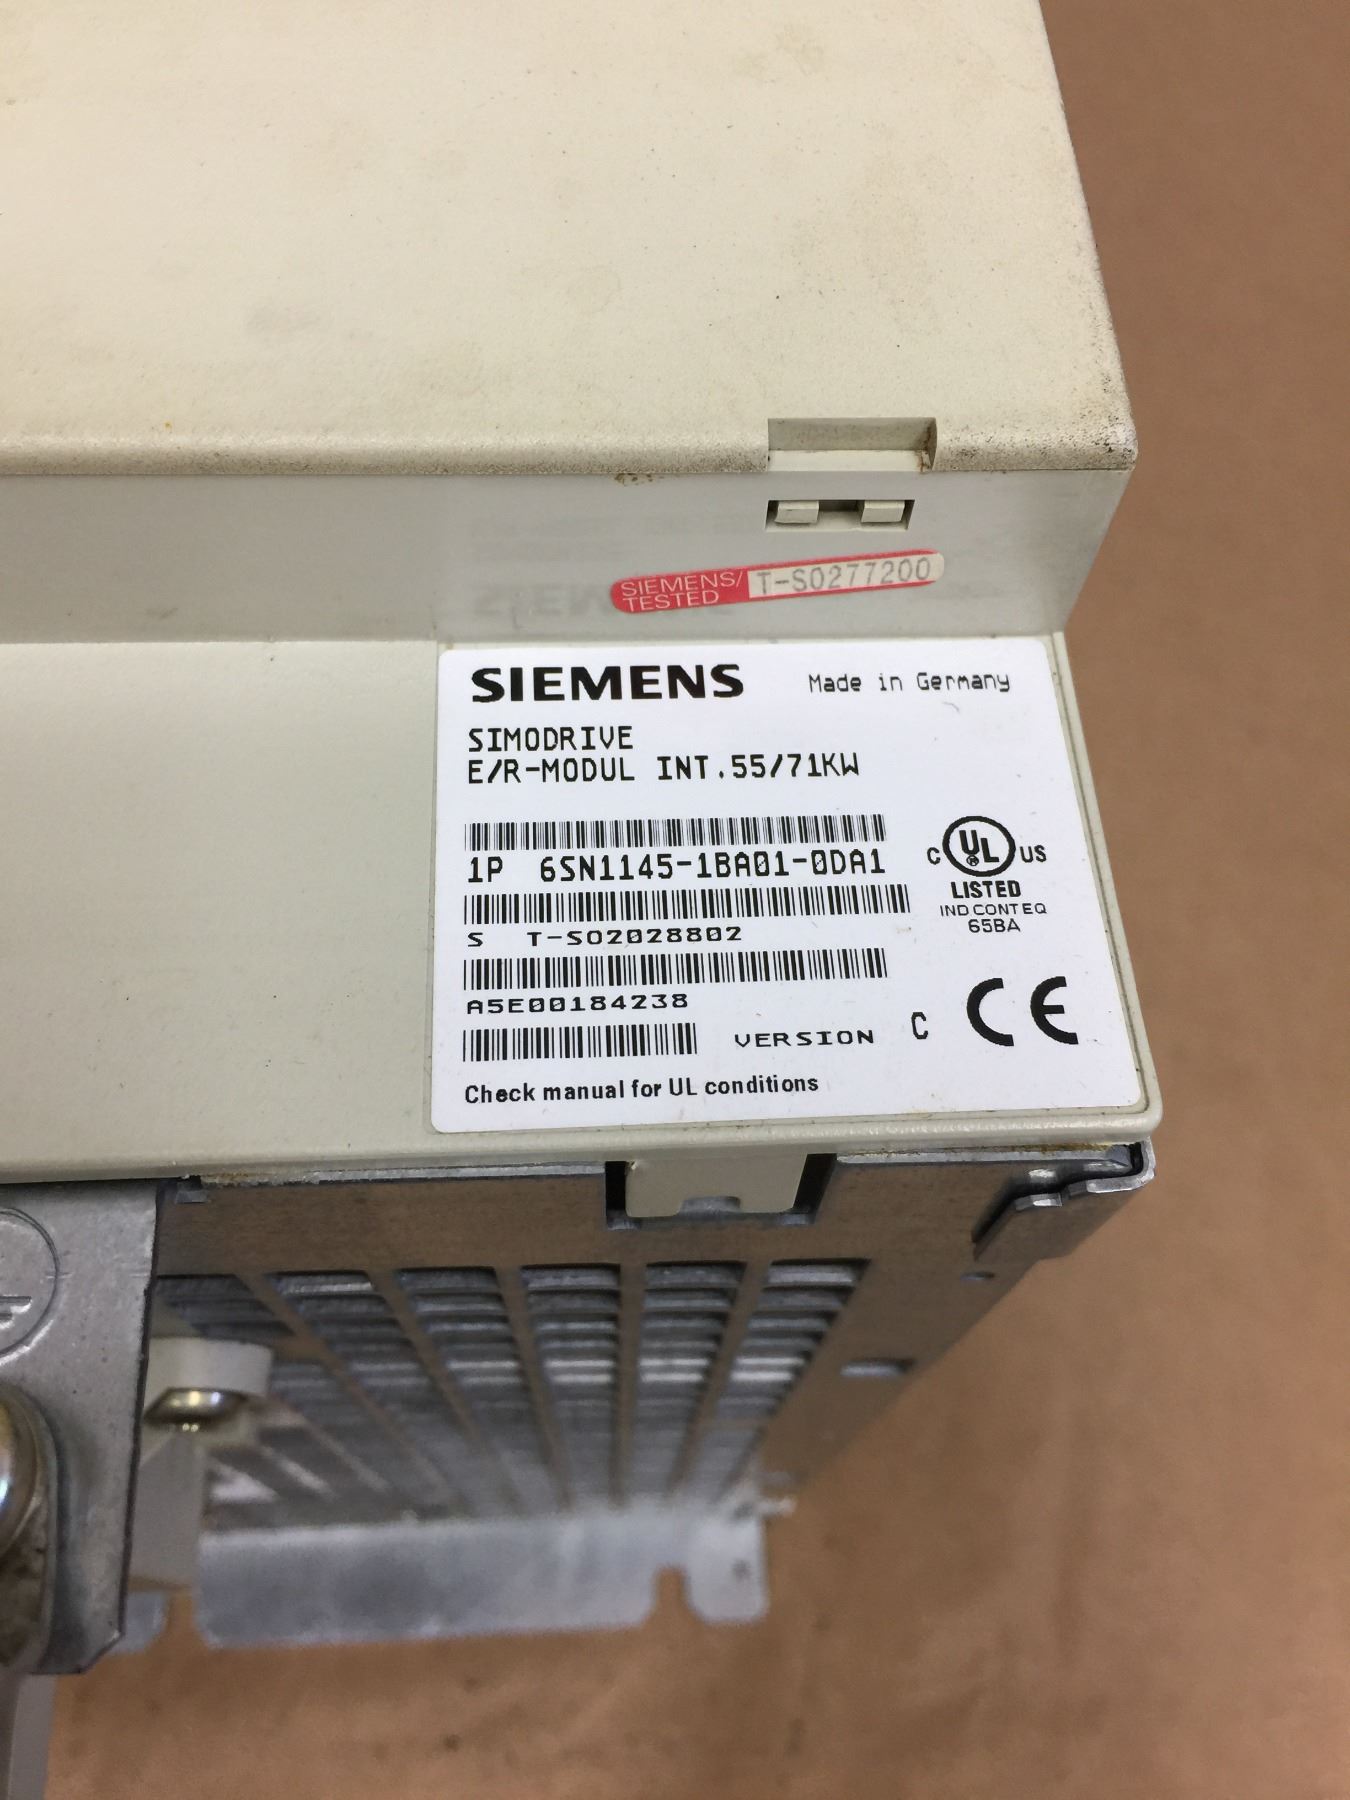 SIEMENS/ T-S0277200
TESTED
SIEMENS Made in Germany
SIMODRIVE
E/R-MODUL INT.55/71KW
1P 6SN1145-1BA01-0DA1
C UL US
LISTED
IND CONT EQ
65BA
S T-S02028802
A5E00184238
VERSION C CE
Check manual for UL conditions